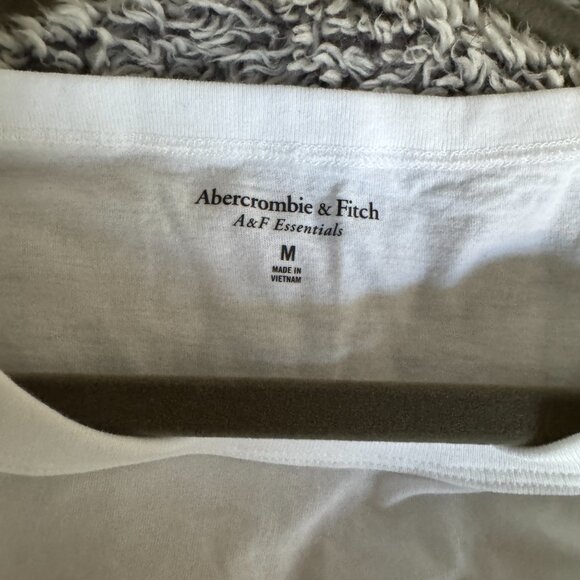 Abercrombie & Fitch
A&F Essentials
M
MADE IN
VIETNAM